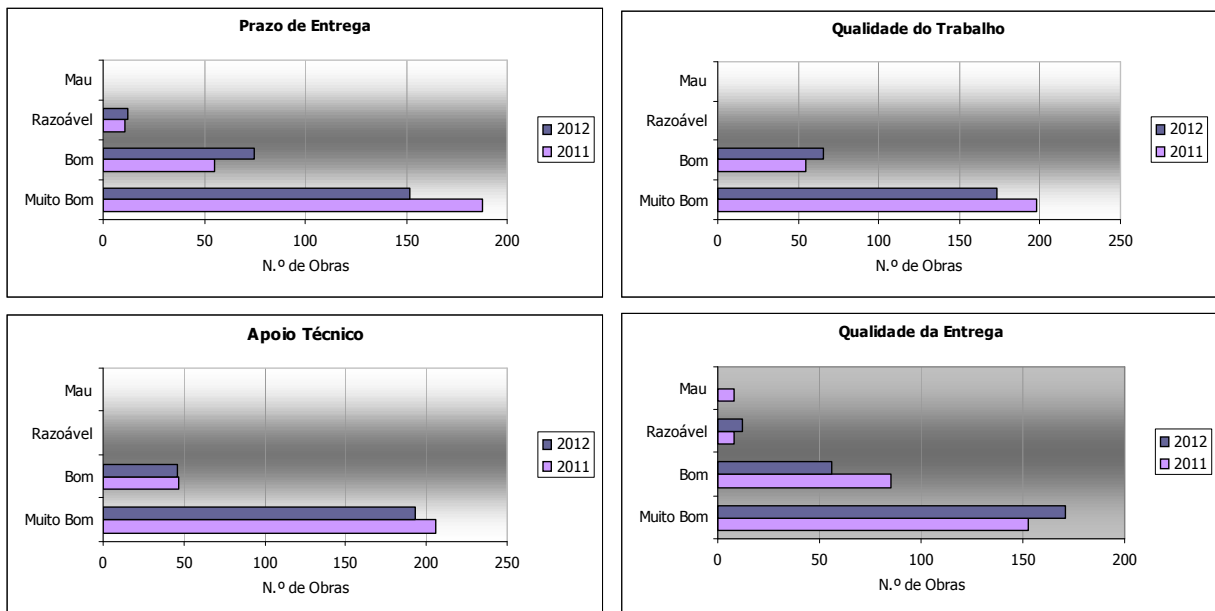 Prazo de Entrega
Mau
Razoável
Bom
Muito Bom
0 50 100 150 200
N.º de Obras
2012
2011
Qualidade do Trabalho
Mau
Razoável
Bom
Muito Bom
0 50 100 150 200 250
N.º de Obras
2012
2011
Apoio Técnico
Mau
Razoável
Bom
Muito Bom
0 50 100 150 200 250
N.º de Obras
2012
2011
Qualidade da Entrega
Mau
Razoável
Bom
Muito Bom
0 50 100 150 200
N.º de Obras
2012
2011